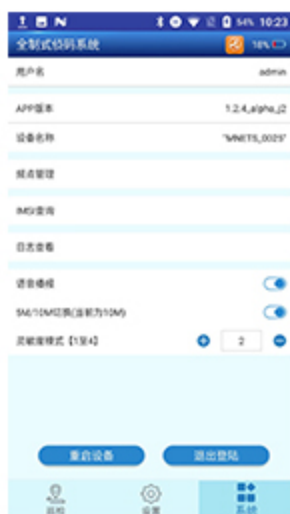 54% 10:23
全制式侦码系统 16%
用户名 admin
APP版本 1.2.4_alpha_j2
设备名称 "MNETS_0025"
频点管理
IMSI查询
日志查看
语音播报
5M/10M切换(当前为10M)
灵敏度模式【1至4】 2
重启设备 退出登陆
设置 系统